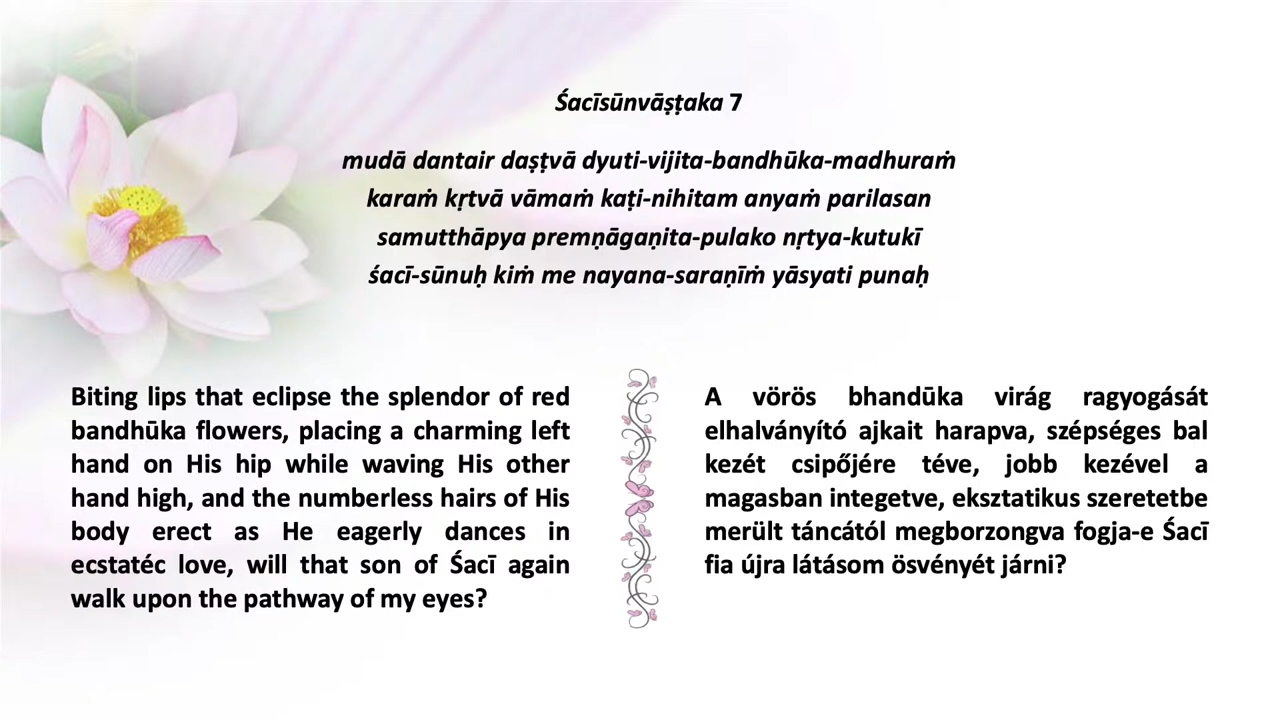 Śacīsūnvāṣṭaka 7
mudā dantair daṣṭvā dyuti-vijita-bandhūka-madhuraṁ
karaṁ kṛtvā vāmaṁ kaṭi-nihitam anyaṁ parilasan
samutthāpya premṇāgaṇita-pulako nṛtya-kutukī
śacī-sūnuḥ kiṁ me nayana-saraṇīṁ yāsyati punaḥ
Biting lips that eclipse the splendor of red
bandhūka flowers, placing a charming left
hand on His hip while waving His other
hand high, and the numberless hairs of His
body erect as He eagerly dances in
ecstatéc love, will that son of Śacī again
walk upon the pathway of my eyes?
A vörös bhandūka virág ragyogását
elhalványító ajkait harapva, szépséges bal
kezét csipőjére téve, jobb kezével a
magasban integetve, eksztatikus szeretetbe
merült táncától megborzongva fogja-e Śacī
fia újra látásom ösvényét járni?